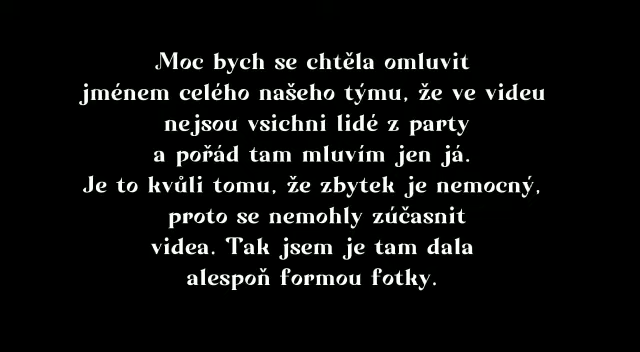 Moc bych se chtěla omluvit
jménem celého našeho týmu, že ve videu
nejsou vsichni lidé z party
a pořád tam mluvím jen já.
Je to kvůli tomu, že zbytek je nemocný,
proto se nemohly zúčasnit
videa. Tak jsem je tam dala
alespoň formou fotky.